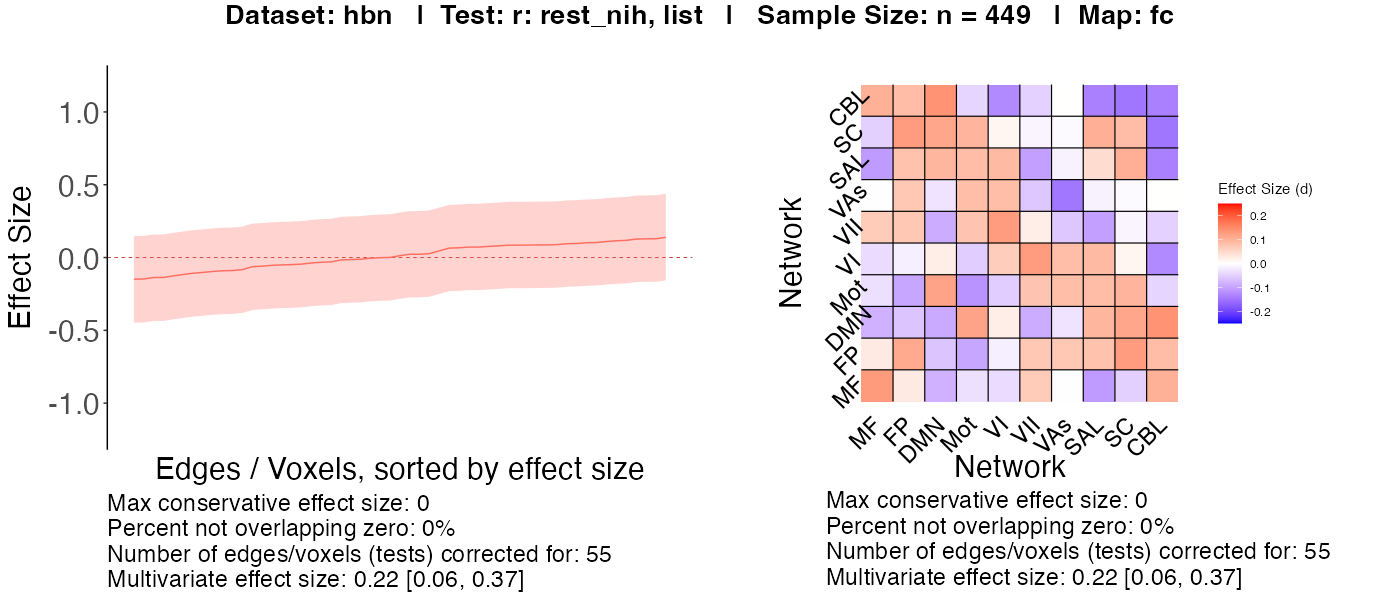 Dataset: hbn | Test: r: rest_nih, list | Sample Size: n = 449 | Map: fc
Effect Size
1.0
0.5
0.0
-0.5
-1.0
Edges / Voxels, sorted by effect size
Max conservative effect size: 0
Percent not overlapping zero: 0%
Number of edges/voxels (tests) corrected for: 55
Multivariate effect size: 0.22 [0.06, 0.37]
Network
CBL
SC
SAL
VAs
VII
VI
Mot
DMN
FP
MF
MF
FP
DMN
Mot
VI
VII
VAs
SAL
SC
CBL
Network
Effect Size (d)
0.2
0.1
0.0
-0.1
-0.2
Max conservative effect size: 0
Percent not overlapping zero: 0%
Number of edges/voxels (tests) corrected for: 55
Multivariate effect size: 0.22 [0.06, 0.37]